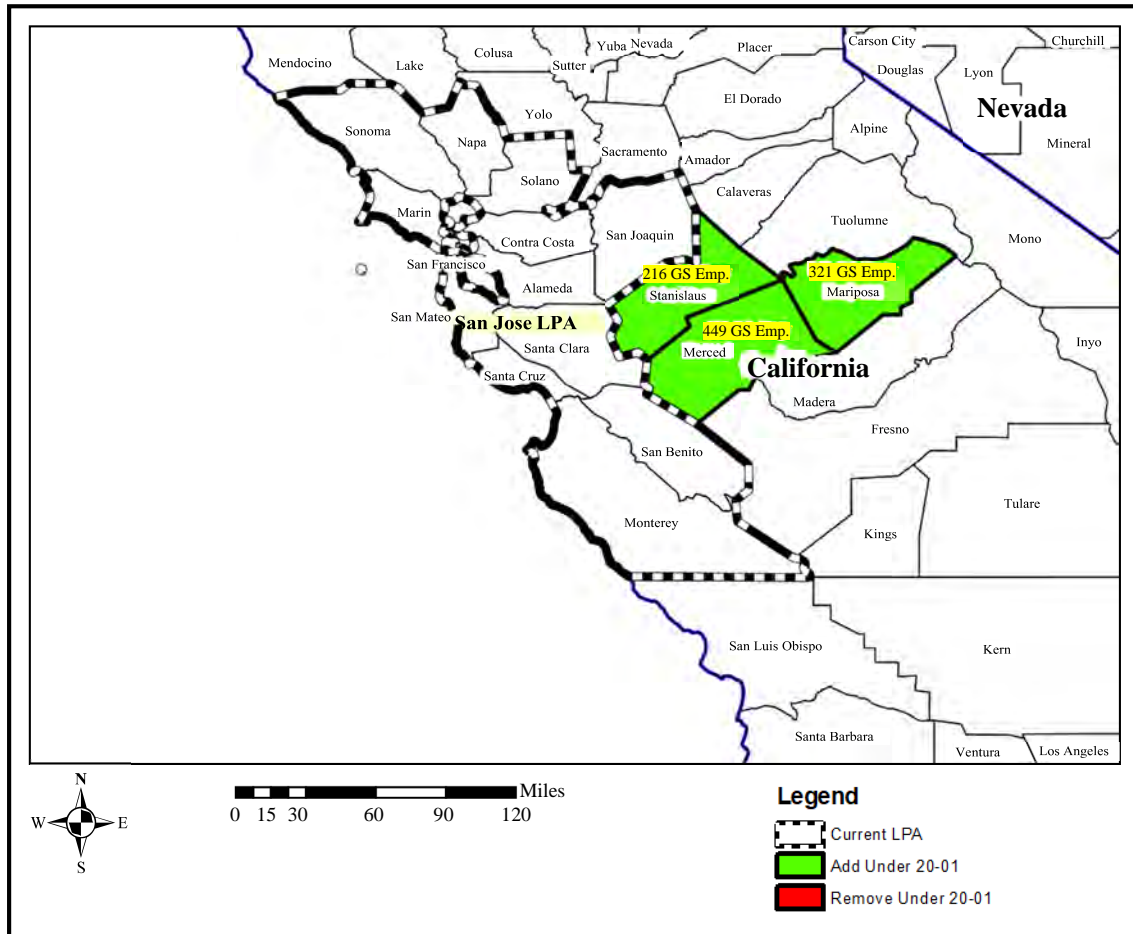 Yuba
Nevada
Placer
Carson City
Churchill
Colusa
Mendocino
Lake
Sutter
Douglas
Lyon
El Dorado
Nevada
Yolo
Sonoma
Napa
Alpine
Mineral
Sacramento
Amador
Solano
Calaveras
Marin
Tuolumne
Contra Costa
San Joaquin
Mono
San Francisco
216 GS Emp.
321 GS Emp.
Alameda
Stanislaus
Mariposa
San Mateo
San Jose LPA
449 GS Emp.
Santa Clara
Merced
Inyo
Santa Cruz
California
Madera
Fresno
San Benito
Tulare
Monterey
Kings
San Luis Obispo
Kern
Santa Barbara
Ventura
Los Angeles
N
W
E
S
Miles
0 15 30 60 90 120
Legend
Current LPA
Add Under 20-01
Remove Under 20-01